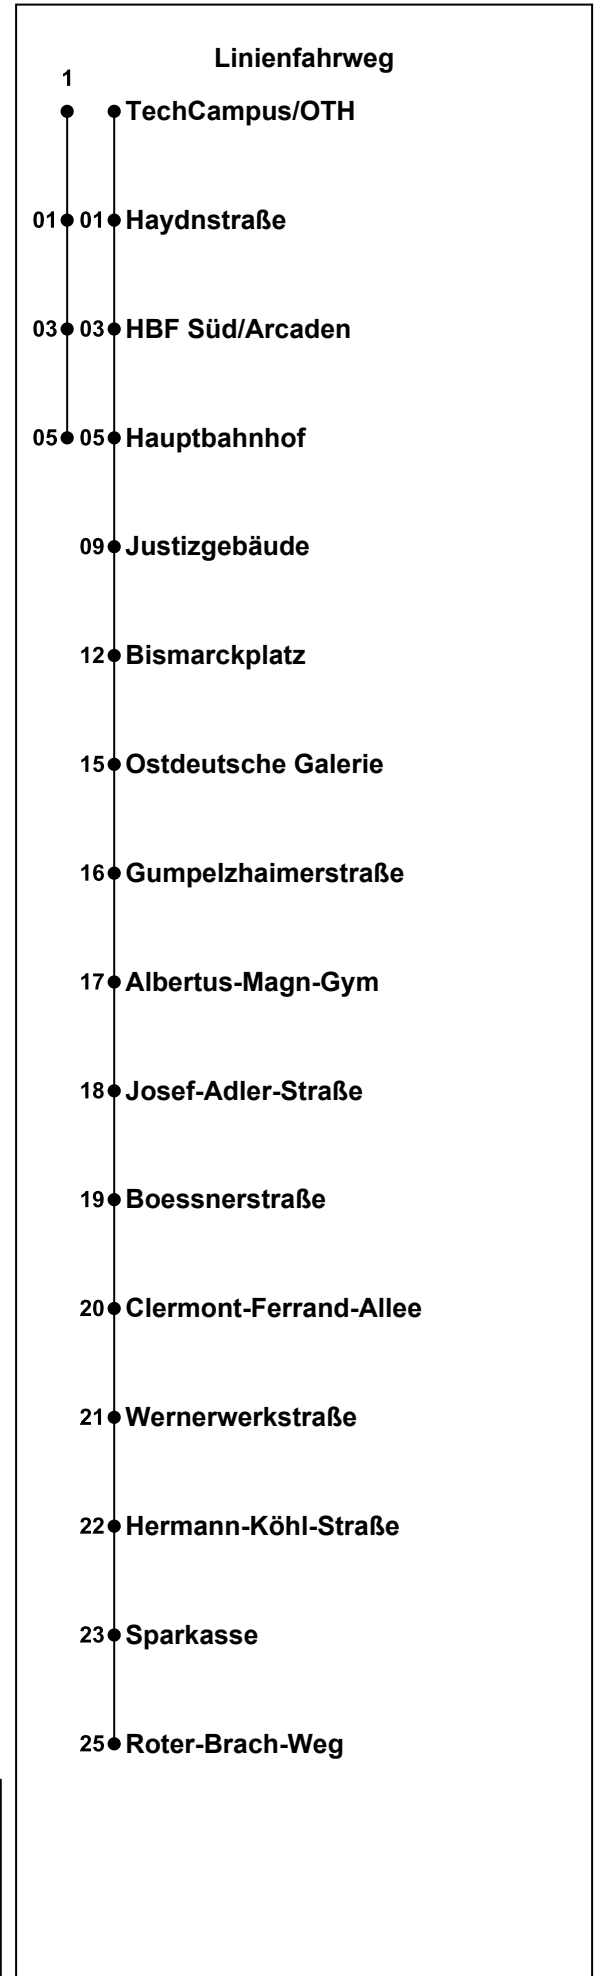 Linienfahrweg
1
TechCampus/OTH
01 01 Haydnstraße
03 03 HBF Süd/Arcaden
05 05 Hauptbahnhof
09 Justizgebäude
12 Bismarckplatz
15 Ostdeutsche Galerie
16 Gumpelzhaimerstraße
17 Albertus-Magn-Gym
18 Josef-Adler-Straße
19 Boessnerstraße
20 Clermont-Ferrand-Allee
21 Wernerwerkstraße
22 Hermann-Köhl-Straße
23 Sparkasse
25 Roter-Brach-Weg